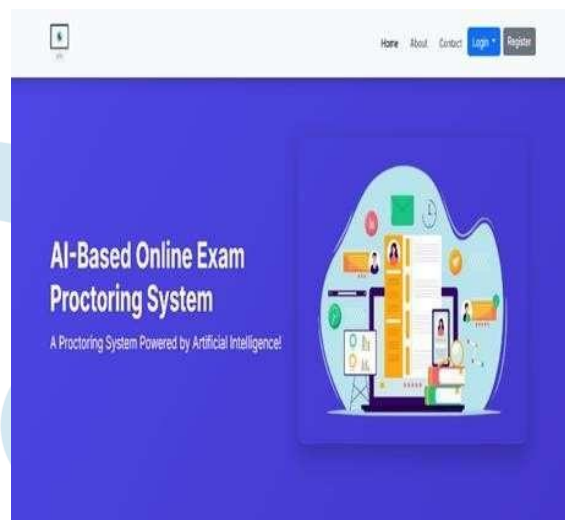 Home About Contact Login Register
AI-Based Online Exam
Proctoring System
A Proctoring System Powered by Artificial Intelligence!